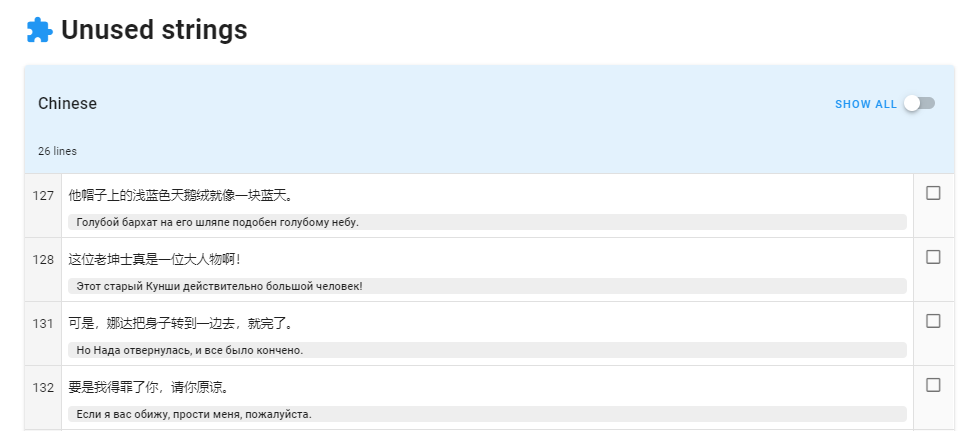 Unused strings
Chinese
SHOW ALL
26 lines
127 他帽子上的浅蓝色天鹅绒就像一块蓝天。
Голубой бархат на его шляпе подобен голубому небу.
128 这位老坤士真是一位大人物啊！
Этот старый Кунши действительно большой человек!
131 可是，娜达把身子转到一边去，就完了。
Но Нада отвернулась, и все было кончено.
132 要是我得罪了你，请你原谅。
Если я вас обижу, прости меня, пожалуйста.